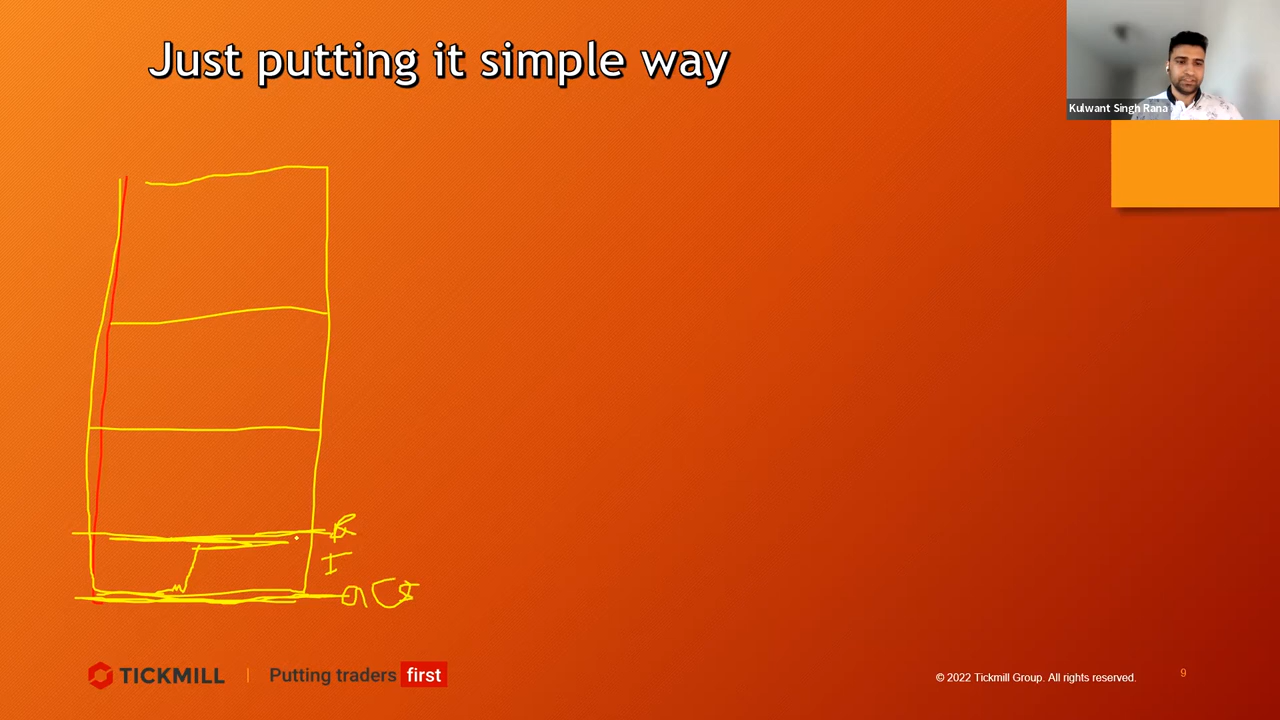 Just putting it simple way
Kulwant Singh Rana
R
I
TICKMILL | Putting traders first
© 2022 Tickmill Group. All rights reserved.
9